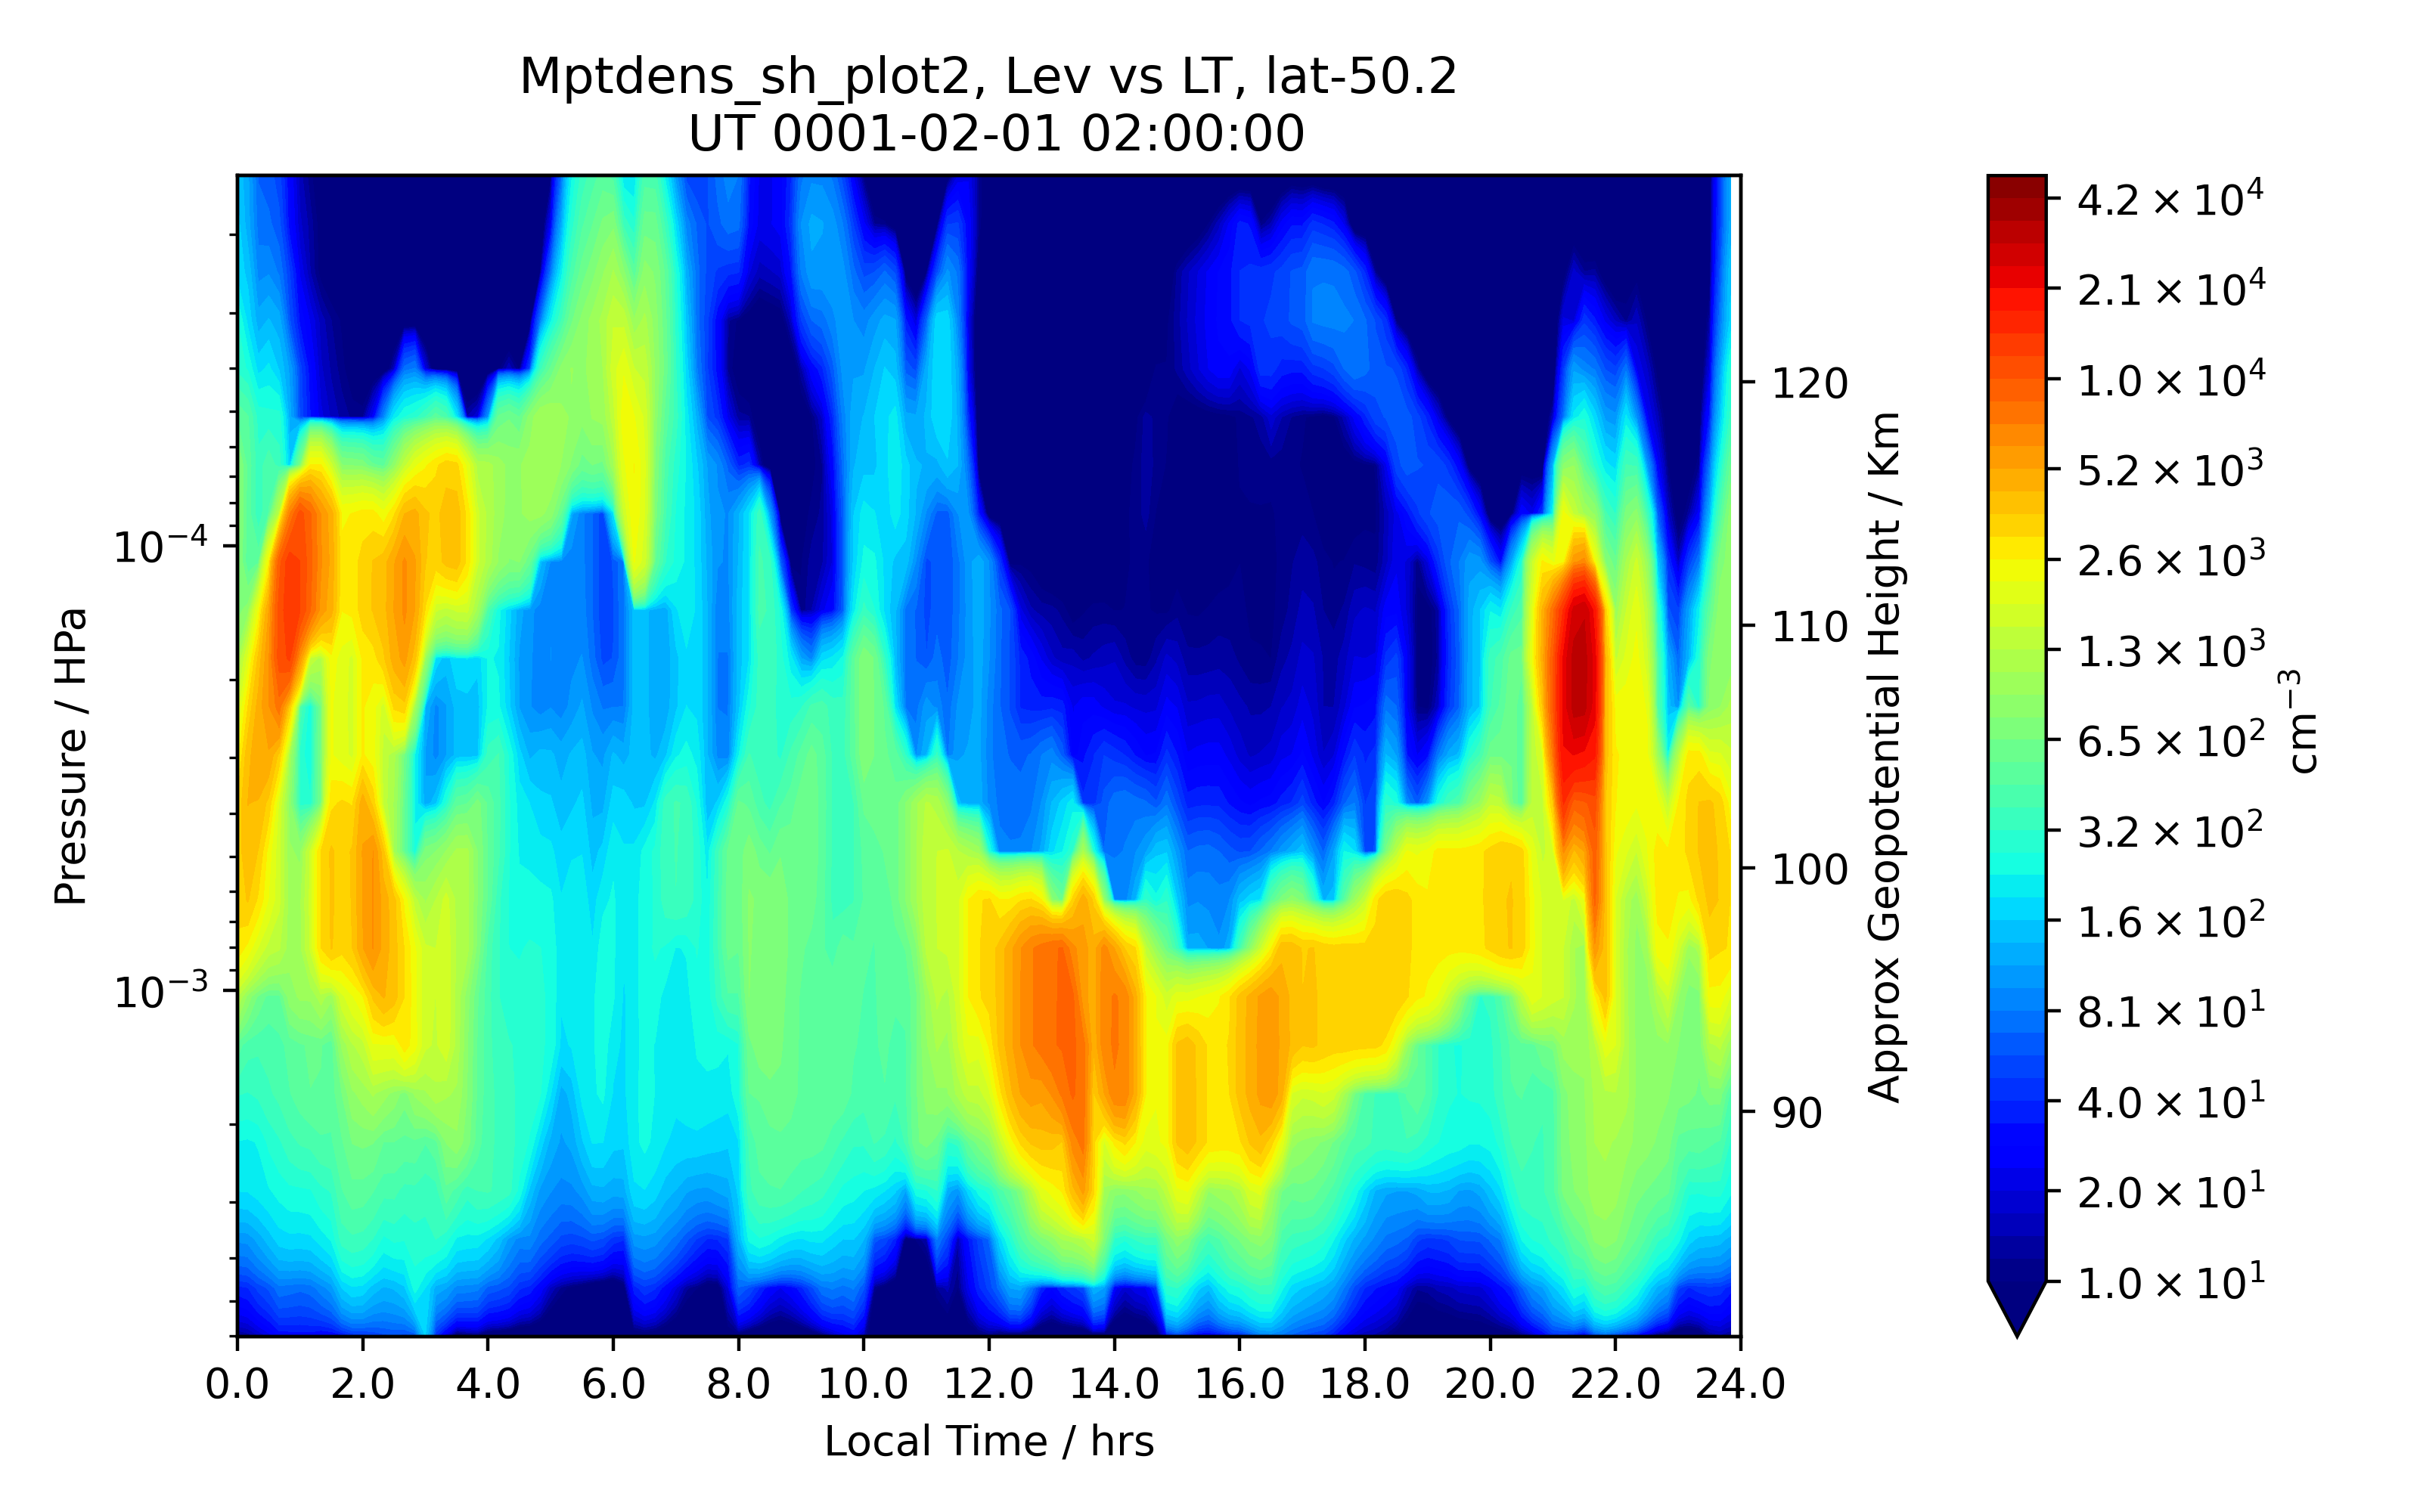 Mptdens_sh_plot2, Lev vs LT, lat-50.2
UT 0001-02-01 02:00:00
Pressure / HPa
10⁻⁴
10⁻³
0.0 2.0 4.0 6.0 8.0 10.0 12.0 14.0 16.0 18.0 20.0 22.0 24.0
Local Time / hrs
120
110
100
90
Approx Geopotential Height / Km
4.2 × 10⁴
2.1 × 10⁴
1.0 × 10⁴
5.2 × 10³
2.6 × 10³
1.3 × 10³
6.5 × 10²
3.2 × 10²
1.6 × 10²
8.1 × 10¹
4.0 × 10¹
2.0 × 10¹
1.0 × 10¹
cm⁻³